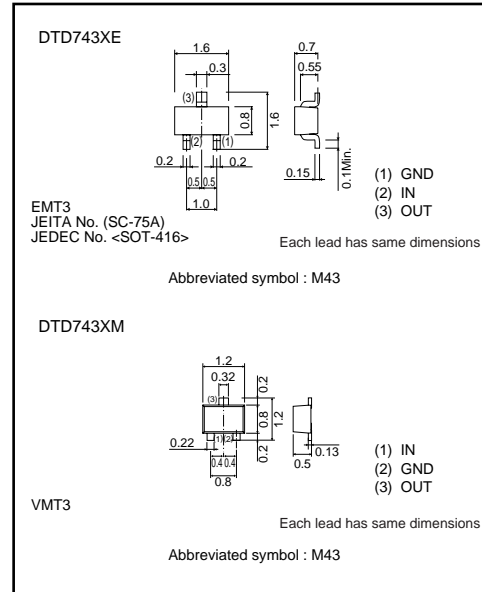 DTD743XE
1.6
0.3
(3)
0.8
1.6
(2)
(1)
0.2
0.2
0.5 0.5
1.0
0.7
0.55
0.15
0.1Min.
(1) GND
(2) IN
(3) OUT
EMT3
JEITA No. (SC-75A)
JEDEC No. <SOT-416>
Each lead has same dimensions
Abbreviated symbol : M43
DTD743XM
1.2
0.32
(3)
0.2
0.8
1.2
0.22
(1)(2)
0.2
0.4 0.4
0.8
0.13
0.5
(1) IN
(2) GND
(3) OUT
VMT3
Each lead has same dimensions
Abbreviated symbol : M43